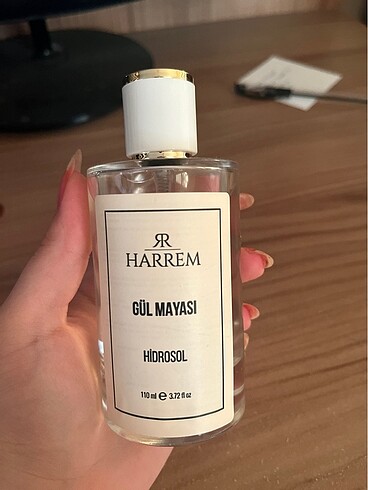 RR
HARREM
GÜL MAYASI
HİDROSOL
110 ml e 3.72 fl oz